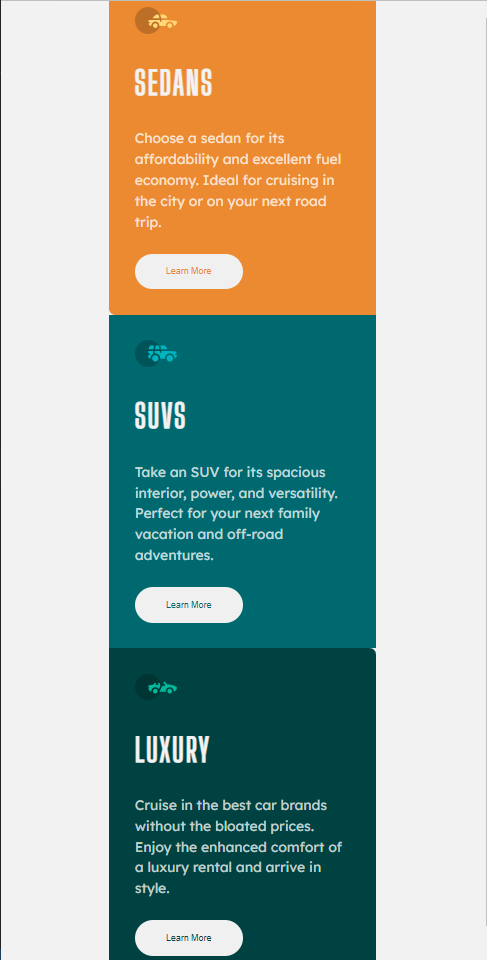 SEDANS
Choose a sedan for its
affordability and excellent fuel
economy. Ideal for cruising in
the city or on your next road
trip.
Learn More
SUVS
Take an SUV for its spacious
interior, power, and versatility.
Perfect for your next family
vacation and off-road
adventures.
Learn More
LUXURY
Cruise in the best car brands
without the bloated prices.
Enjoy the enhanced comfort of
a luxury rental and arrive in
style.
Learn More